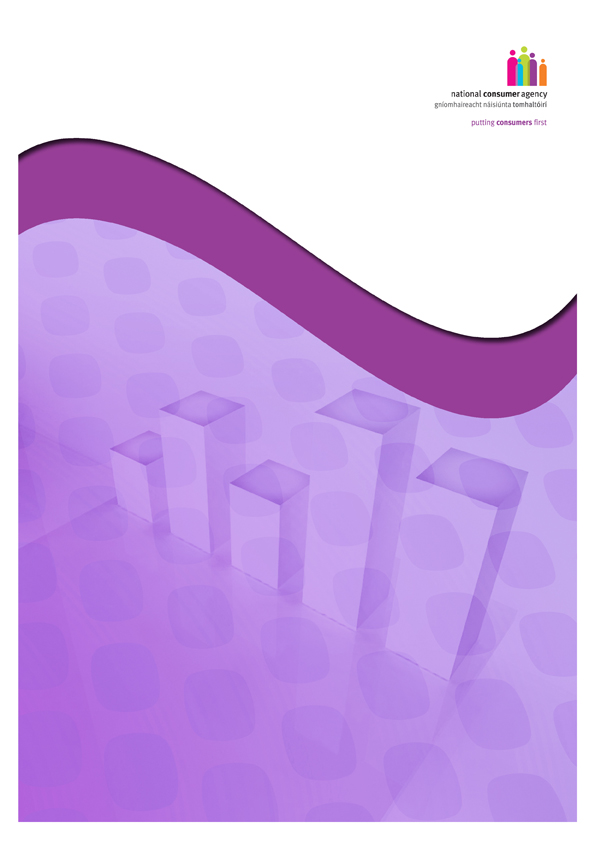 national consumer agency
gníomhaireacht náisiúnta tomhaltóirí
putting consumers first